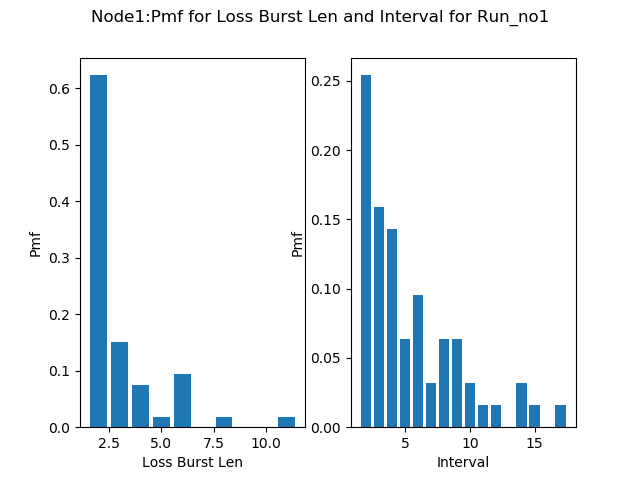 Node1:Pmf for Loss Burst Len and Interval for Run_no1
Pmf
0.6
0.5
0.4
0.3
0.2
0.1
0.0
2.5 5.0 7.5 10.0
Loss Burst Len
Pmf
0.25
0.20
0.15
0.10
0.05
0.00
5 10 15
Interval